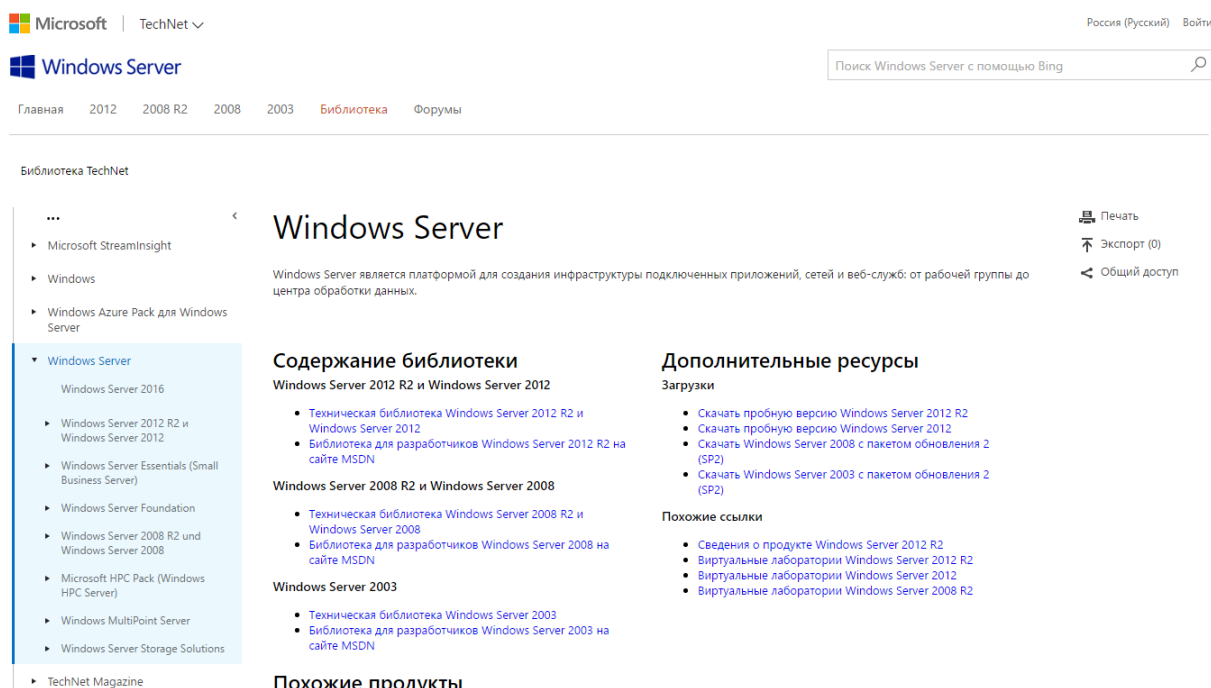 Microsoft
TechNet
Россия (Русский)
Войти
Windows Server
Поиск Windows Server с помощью Bing
Главная
2012
2008 R2
2008
2003
Библиотека
Форумы
Библиотека TechNet
...
Microsoft StreamInsight
Windows
Windows Azure Pack для Windows
Server
Windows Server
Windows Server 2016
Windows Server 2012 R2 и
Windows Server 2012
Windows Server Essentials (Small
Business Server)
Windows Server Foundation
Windows Server 2008 R2 und
Windows Server 2008
Microsoft HPC Pack (Windows
HPC Server)
Windows MultiPoint Server
Windows Server Storage Solutions
TechNet Magazine
Windows Server
Windows Server является платформой для создания инфраструктуры подключенных приложений, сетей и веб-служб: от рабочей группы до
центра обработки данных.
Содержание библиотеки
Windows Server 2012 R2 и Windows Server 2012
Техническая библиотека Windows Server 2012 R2 и
Windows Server 2012
Библиотека для разработчиков Windows Server 2012 R2 на
сайте MSDN
Windows Server 2008 R2 и Windows Server 2008
Техническая библиотека Windows Server 2008 R2 и
Windows Server 2008
Библиотека для разработчиков Windows Server 2008 на
сайте MSDN
Windows Server 2003
Техническая библиотека Windows Server 2003
Библиотека для разработчиков Windows Server 2003 на
сайте MSDN
Похожие продукты
Дополнительные ресурсы
Загрузки
Скачать пробную версию Windows Server 2012 R2
Скачать пробную версию Windows Server 2012
Скачать Windows Server 2008 с пакетом обновления 2
(SP2)
Скачать Windows Server 2003 с пакетом обновления 2
(SP2)
Похожие ссылки
Сведения о продукте Windows Server 2012 R2
Виртуальные лаборатории Windows Server 2012 R2
Виртуальные лаборатории Windows Server 2012
Виртуальные лаборатории Windows Server 2008 R2
Печать
Экспорт (0)
Общий доступ